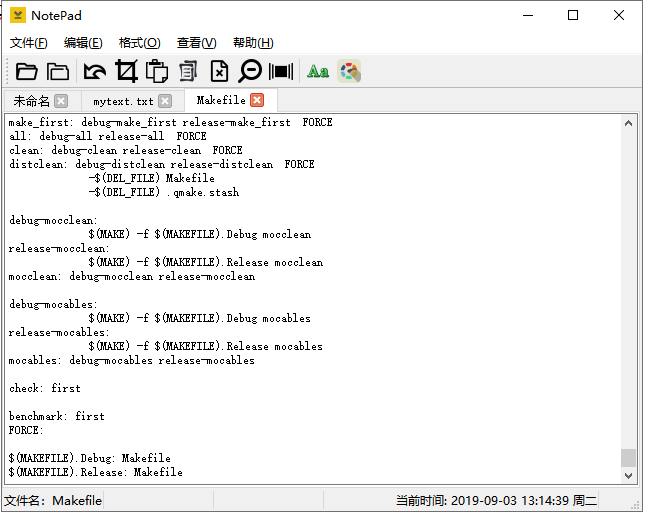 NotePad
文件(F) 编辑(E) 格式(O) 查看(V) 帮助(H)
Aa
未命名 mytext.txt Makefile
make_first: debug-make_first release-make_first  FORCE
all: debug-all release-all  FORCE
clean: debug-clean release-clean  FORCE
distclean: debug-distclean release-distclean  FORCE
-$(DEL_FILE) Makefile
-$(DEL_FILE) .qmake.stash
debug-mocclean:
$(MAKE) -f $(MAKEFILE).Debug mocclean
release-mocclean:
$(MAKE) -f $(MAKEFILE).Release mocclean
mocclean: debug-mocclean release-mocclean
debug-mocables:
$(MAKE) -f $(MAKEFILE).Debug mocables
release-mocables:
$(MAKE) -f $(MAKEFILE).Release mocables
mocables: debug-mocables release-mocables
check: first
benchmark: first
FORCE:
$(MAKEFILE).Debug: Makefile
$(MAKEFILE).Release: Makefile
文件名: Makefile 当前时间: 2019-09-03 13:14:39 周二